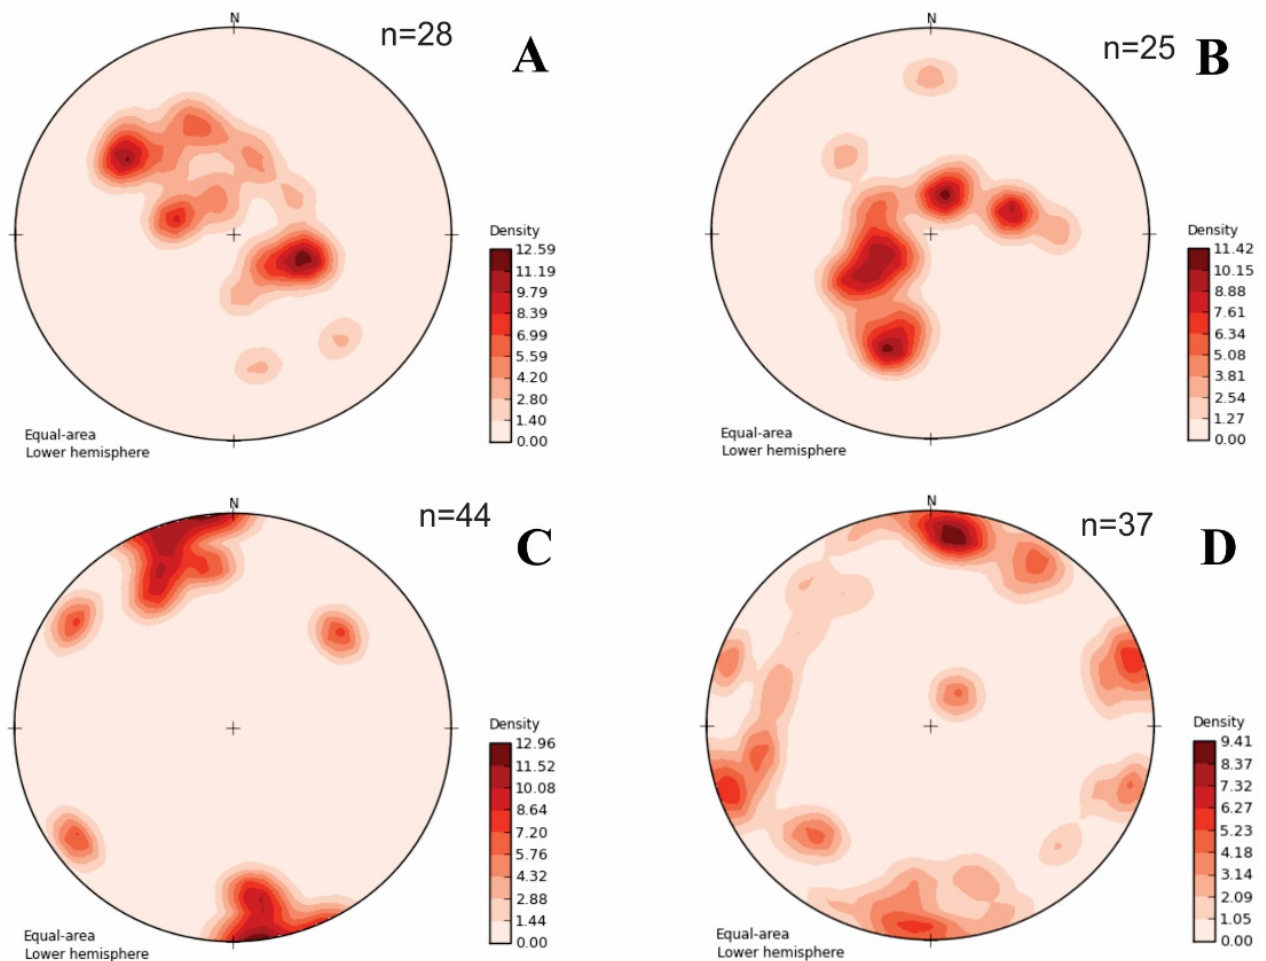 N
n=28
A
Density
12.59
11.19
9.79
8.39
6.99
5.59
4.20
2.80
1.40
0.00
Equal-area
Lower hemisphere
N
n=25
B
Density
11.42
10.15
8.88
7.61
6.34
5.08
3.81
2.54
1.27
0.00
Equal-area
Lower hemisphere
N
n=44
C
Density
12.96
11.52
10.08
8.64
7.20
5.76
4.32
2.88
1.44
0.00
Equal-area
Lower hemisphere
N
n=37
D
Density
9.41
8.37
7.32
6.27
5.23
4.18
3.14
2.09
1.05
0.00
Equal-area
Lower hemisphere